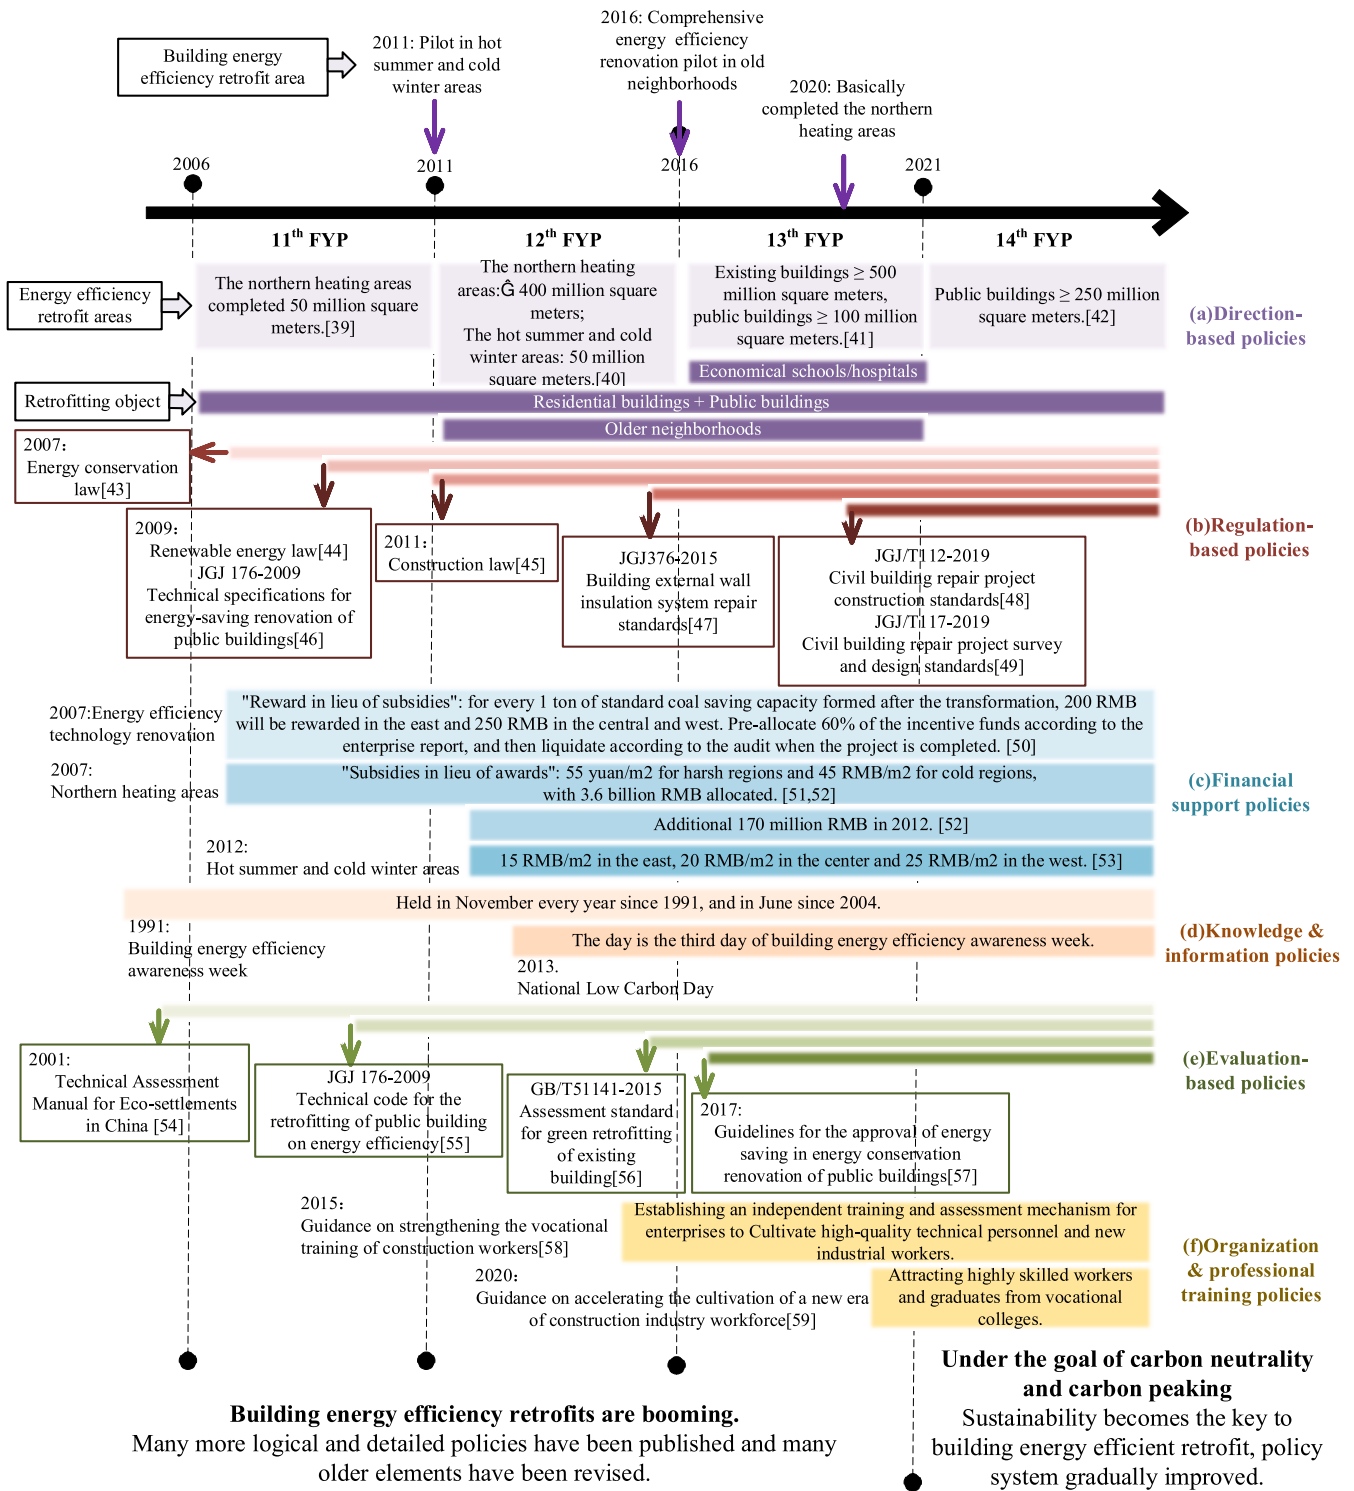 2016: Comprehensive
energy efficiency
renovation pilot in old
neighborhoods
2011: Pilot in hot
summer and cold
winter areas
Building energy
efficiency retrofit area
2020: Basically
completed the northern
heating areas
2006
2011
2016
2021
11th FYP
12th FYP
13th FYP
14th FYP
Energy efficiency
retrofit areas
The northern heating areas
completed 50 million square
meters.[39]
The northern heating
areas:Ĝ 400 million square
meters;
The hot summer and cold
winter areas: 50 million
square meters.[40]
Existing buildings ≥ 500
million square meters,
public buildings ≥ 100 million
square meters.[41]
Public buildings ≥ 250 million
square meters.[42]
(a)Direction-
based policies
Economical schools/hospitals
Retrofitting object
Residential buildings + Public buildings
Older neighborhoods
2007:
Energy conservation
law[43]
2009:
Renewable energy law[44]
JGJ 176-2009
Technical specifications for
energy-saving renovation of
public buildings[46]
2011:
Construction law[45]
JGJ376-2015
Building external wall
insulation system repair
standards[47]
JGJ/T112-2019
Civil building repair project
construction standards[48]
JGJ/T117-2019
Civil building repair project survey
and design standards[49]
(b)Regulation-
based policies
2007:Energy efficiency
technology renovation
"Reward in lieu of subsidies": for every 1 ton of standard coal saving capacity formed after the transformation, 200 RMB
will be rewarded in the east and 250 RMB in the central and west. Pre-allocate 60% of the incentive funds according to the
enterprise report, and then liquidate according to the audit when the project is completed. [50]
2007:
Northern heating areas
"Subsidies in lieu of awards": 55 yuan/m2 for harsh regions and 45 RMB/m2 for cold regions,
with 3.6 billion RMB allocated. [51,52]
(c)Financial
support policies
Additional 170 million RMB in 2012. [52]
2012:
Hot summer and cold winter areas
15 RMB/m2 in the east, 20 RMB/m2 in the center and 25 RMB/m2 in the west. [53]
Held in November every year since 1991, and in June since 2004.
1991:
Building energy efficiency
awareness week
The day is the third day of building energy efficiency awareness week.
2013.
National Low Carbon Day
(d)Knowledge &
information policies
2001:
Technical Assessment
Manual for Eco-settlements
in China [54]
JGJ 176-2009
Technical code for the
retrofitting of public building
on energy efficiency[55]
GB/T51141-2015
Assessment standard
for green retrofitting
of existing
building[56]
2017:
Guidelines for the approval of energy
saving in energy conservation
renovation of public buildings[57]
(e)Evaluation-
based policies
2015:
Guidance on strengthening the vocational
training of construction workers[58]
Establishing an independent training and assessment mechanism for
enterprises to Cultivate high-quality technical personnel and new
industrial workers.
2020:
Guidance on accelerating the cultivation of a new era
of construction industry workforce[59]
Attracting highly skilled workers
and graduates from vocational
colleges.
(f)Organization
& professional
training policies
Building energy efficiency retrofits are booming.
Many more logical and detailed policies have been published and many
older elements have been revised.
Under the goal of carbon neutrality
and carbon peaking
Sustainability becomes the key to
building energy efficient retrofit, policy
system gradually improved.